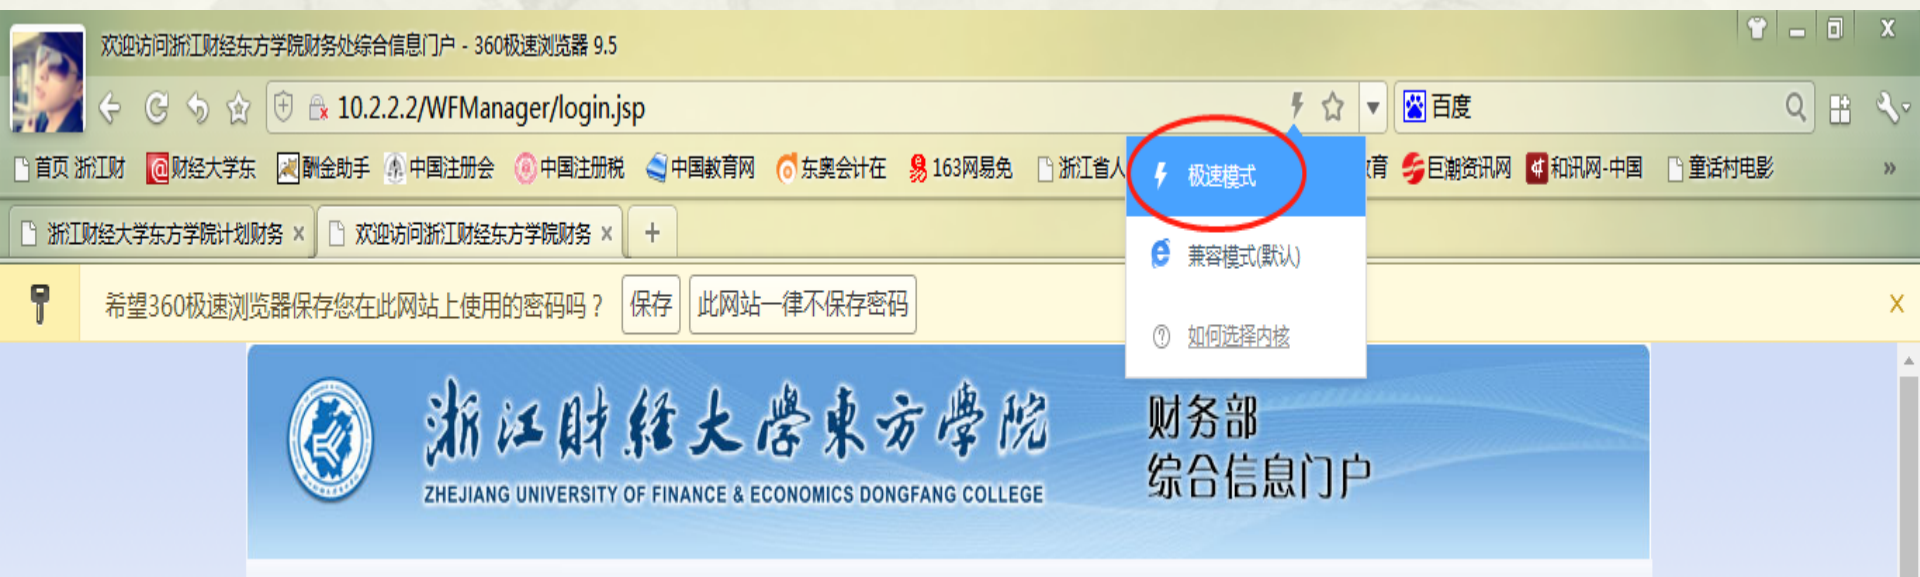 欢迎访问浙江财经东方学院财务处综合信息门户 - 360极速浏览器 9.5
10.2.2.2/WFManager/login.jsp
百度
首页 浙江财 财经大学东 酬金助手 中国注册会 中国注册税 中国教育网 东奥会计在 163网易免 浙江省人 育 巨潮资讯网 和讯网-中国 童话村电影
极速模式
浙江财经大学东方学院计划财务 欢迎访问浙江财经东方学院财务
兼容模式(默认)
希望360极速浏览器保存您在此网站上使用的密码吗？ 保存 此网站一律不保存密码
如何选择内核
浙江财经大學東方學院
ZHEJIANG UNIVERSITY OF FINANCE & ECONOMICS DONGFANG COLLEGE
财务部
综合信息门户